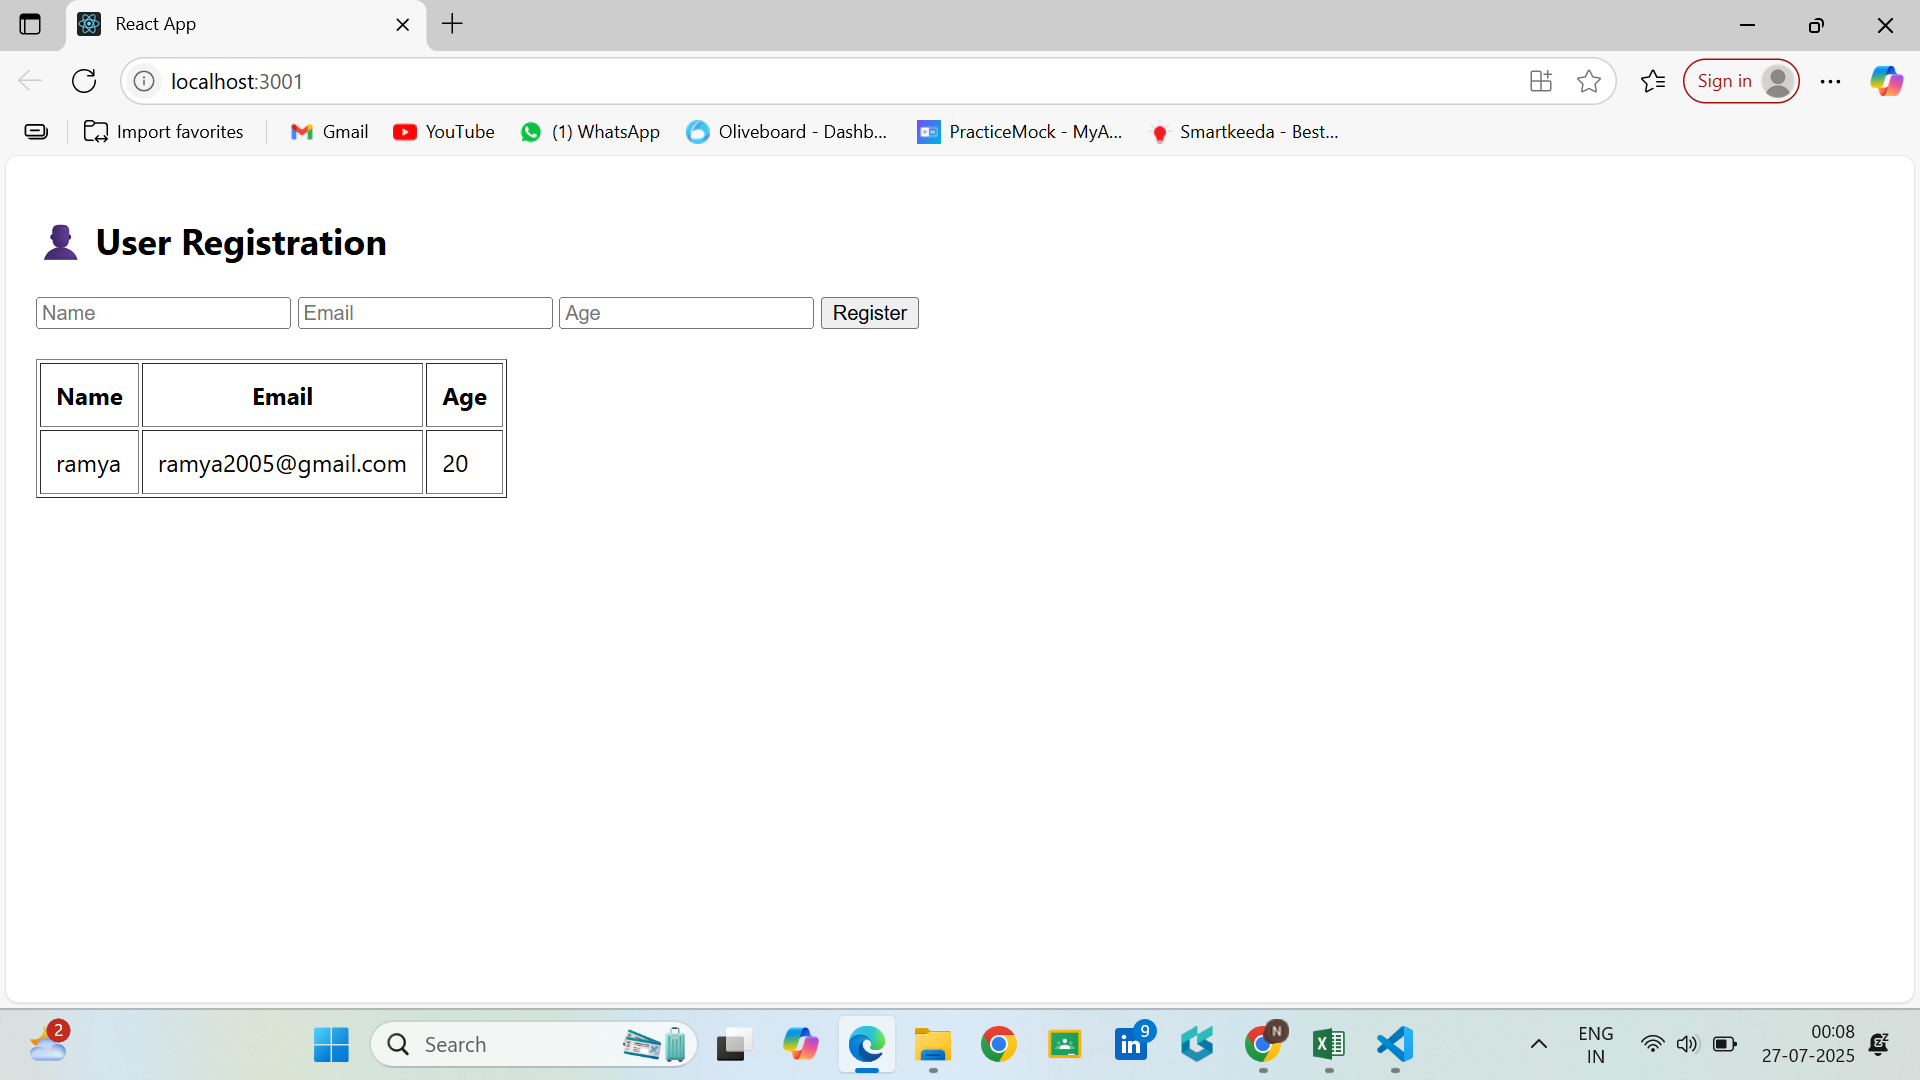 React App
localhost:3001
Sign in
Import favorites
Gmail
YouTube
(1) WhatsApp
Oliveboard - Dashb...
PracticeMock - MyA...
Smartkeeda - Best...
User Registration
Name Email Age Register
Name Email Age
ramya ramya2005@gmail.com 20
2
Search
9
N
ENG
IN
00:08
27-07-2025